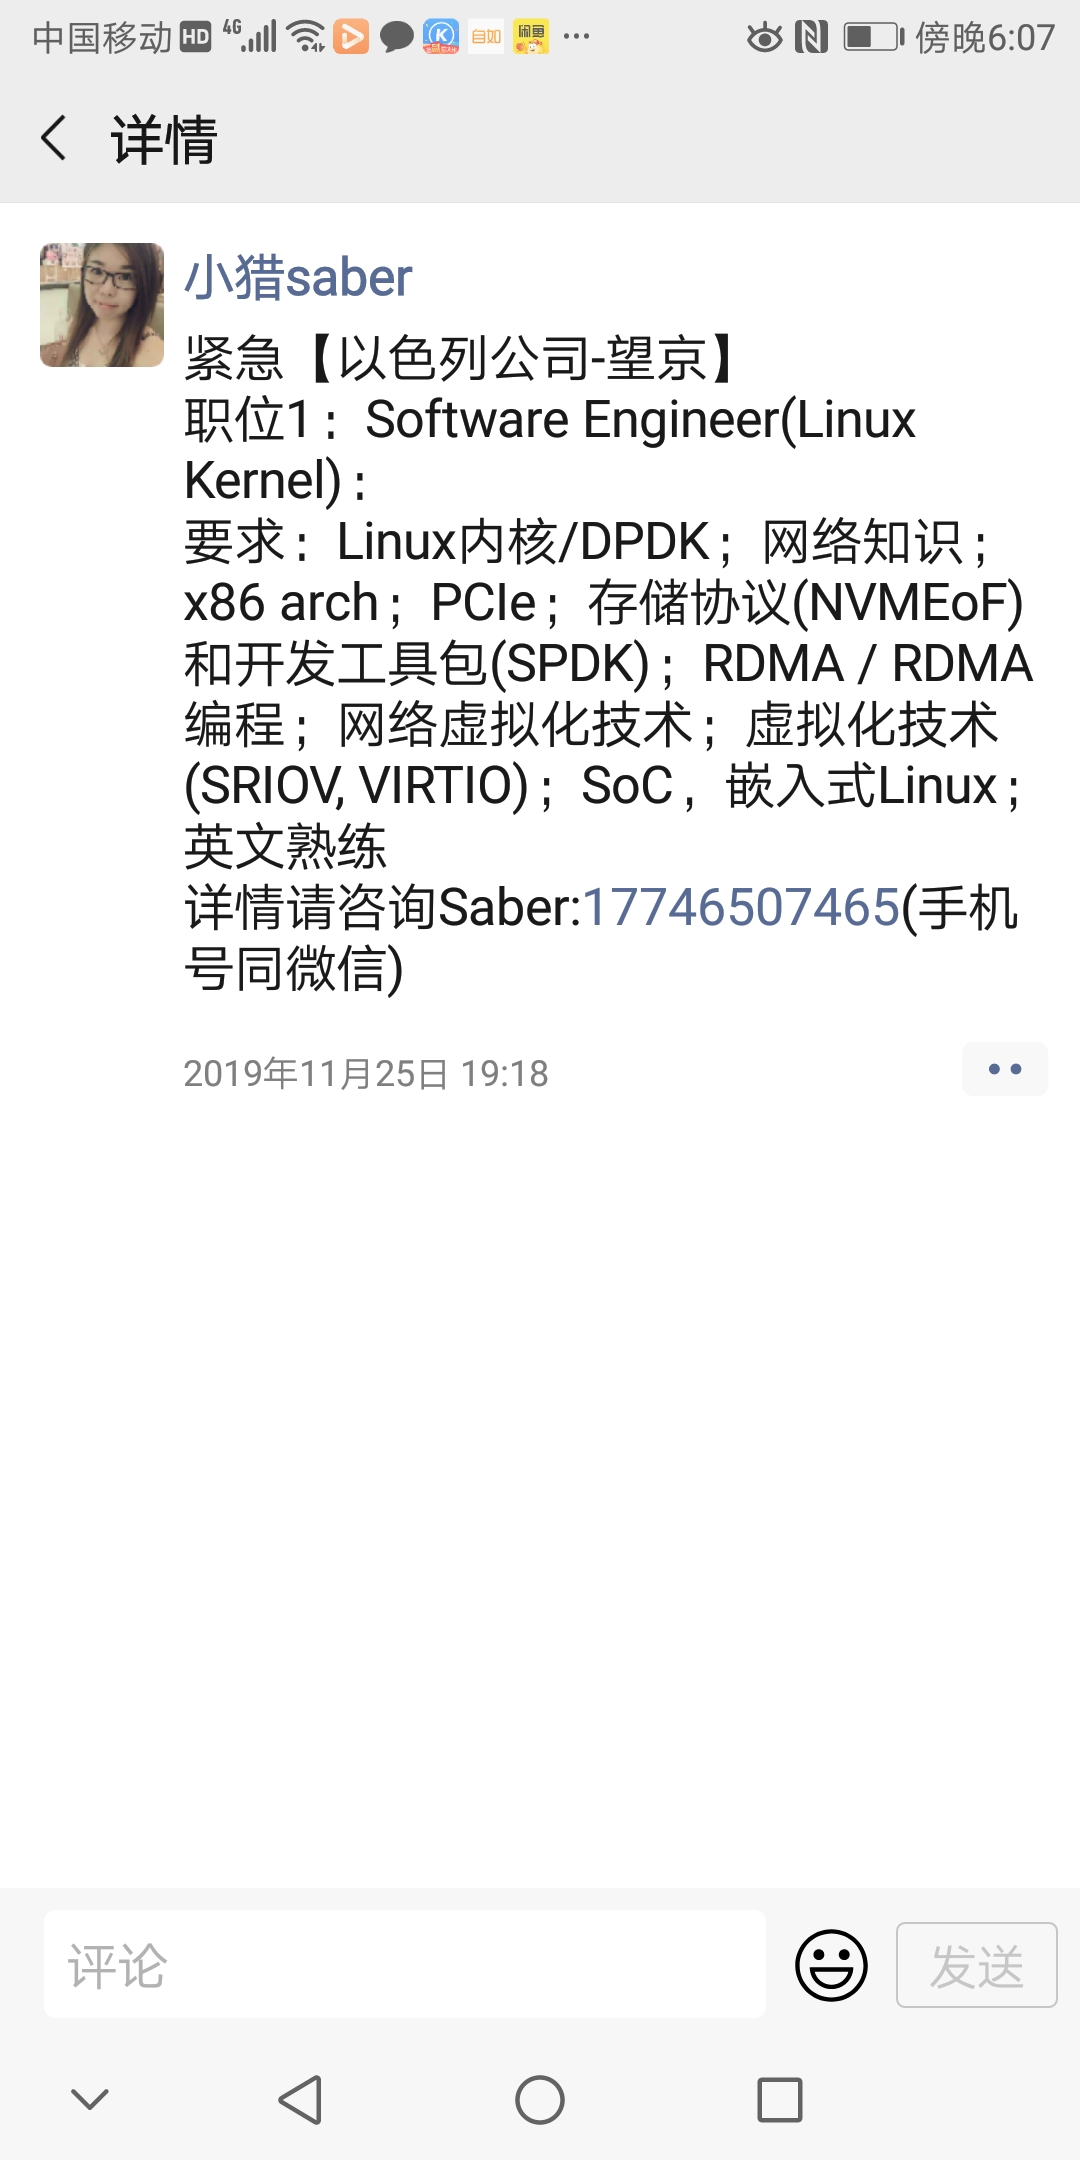 中国移动 HD 4G 自如 闲鱼 傍晚6:07
详情
小猎saber
紧急【以色列公司-望京】
职位1：Software Engineer(Linux
Kernel)：
要求：Linux内核/DPDK；网络知识；
x86 arch；PCIe；存储协议(NVMEoF)
和开发工具包(SPDK)；RDMA / RDMA
编程；网络虚拟化技术；虚拟化技术
(SRIOV, VIRTIO)；SoC，嵌入式Linux；
英文熟练
详情请咨询Saber:17746507465(手机
号同微信)
2019年11月25日 19:18
评论
发送